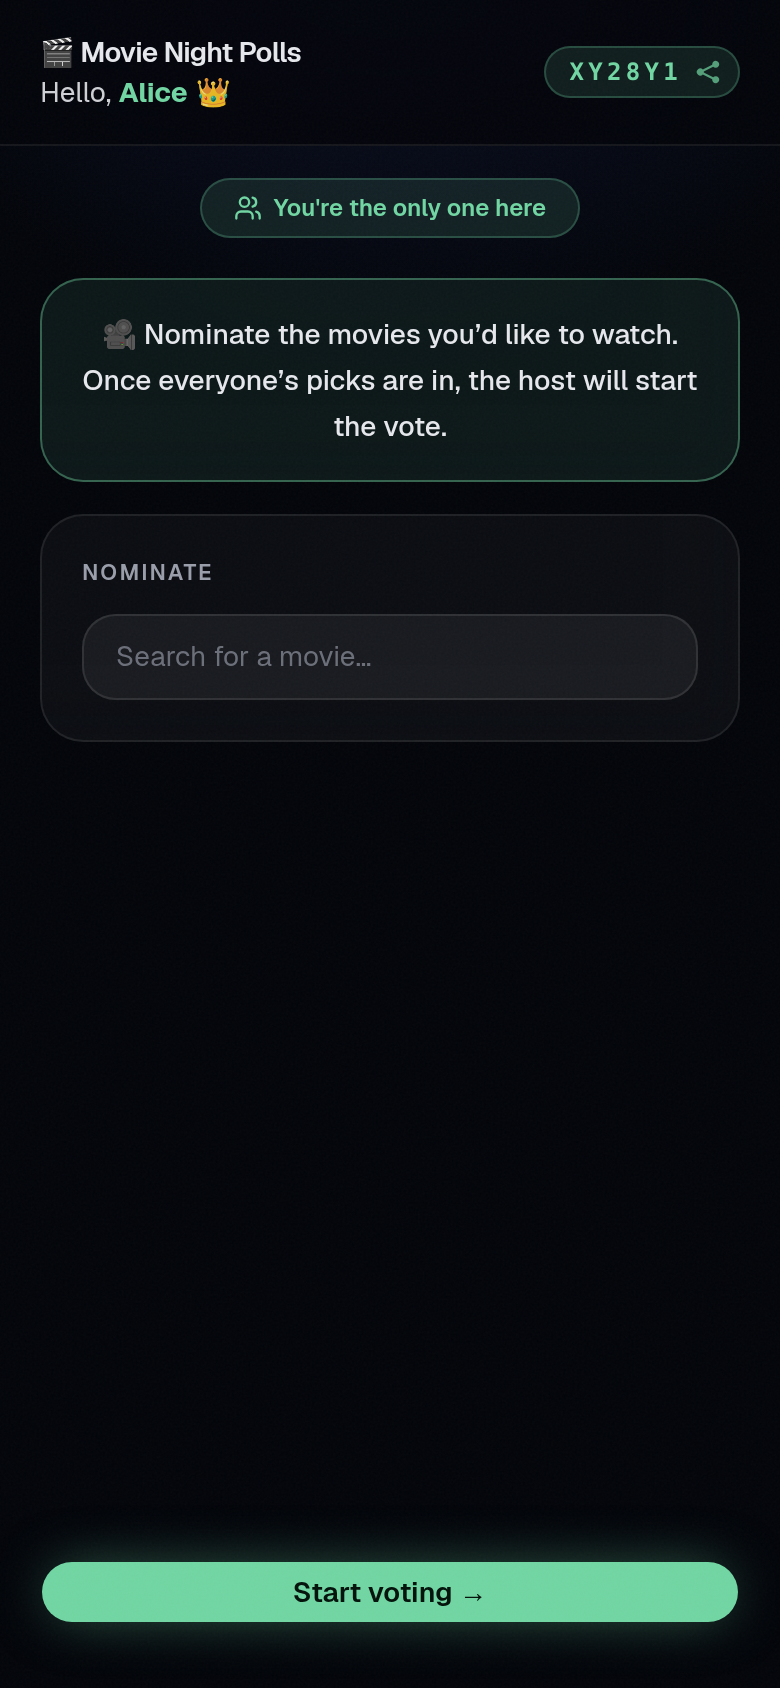 🎬 Movie Night Polls
Hello, Alice 👑
XY28Y1
You're the only one here
🎥 Nominate the movies you’d like to watch.
Once everyone’s picks are in, the host will start
the vote.
NOMINATE
Search for a movie…
Start voting →